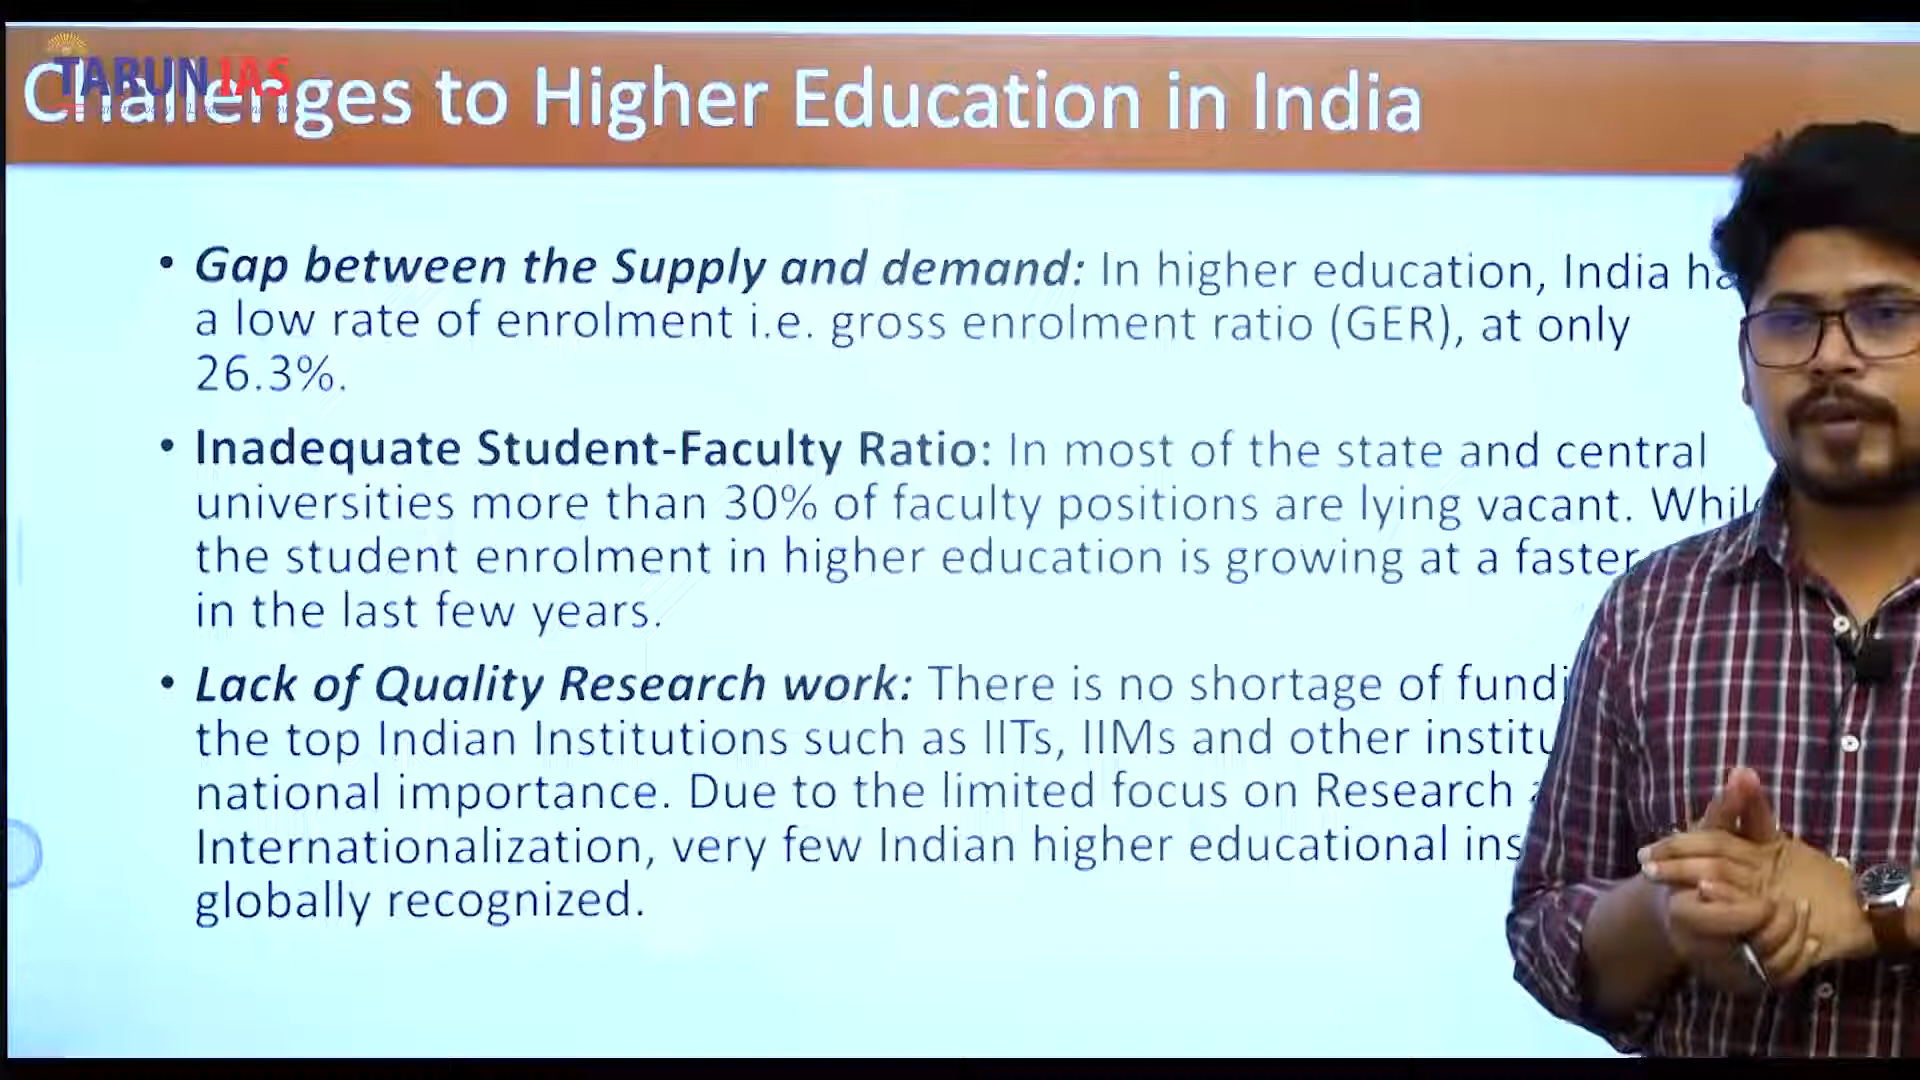 TARUN IAS
Challenges to Higher Education in India
• Gap between the Supply and demand: In higher education, India
a low rate of enrolment i.e. gross enrolment ratio (GER), at only
26.3%.
• Inadequate Student-Faculty Ratio: In most of the state and central
universities more than 30% of faculty positions are lying vacant. While
the student enrolment in higher education is growing at a faster
in the last few years.
• Lack of Quality Research work: There is no shortage of
the top Indian Institutions such as IITs, IIMs and other
national importance. Due to the limited focus on Research
Internationalization, very few Indian higher educational
globally recognized.